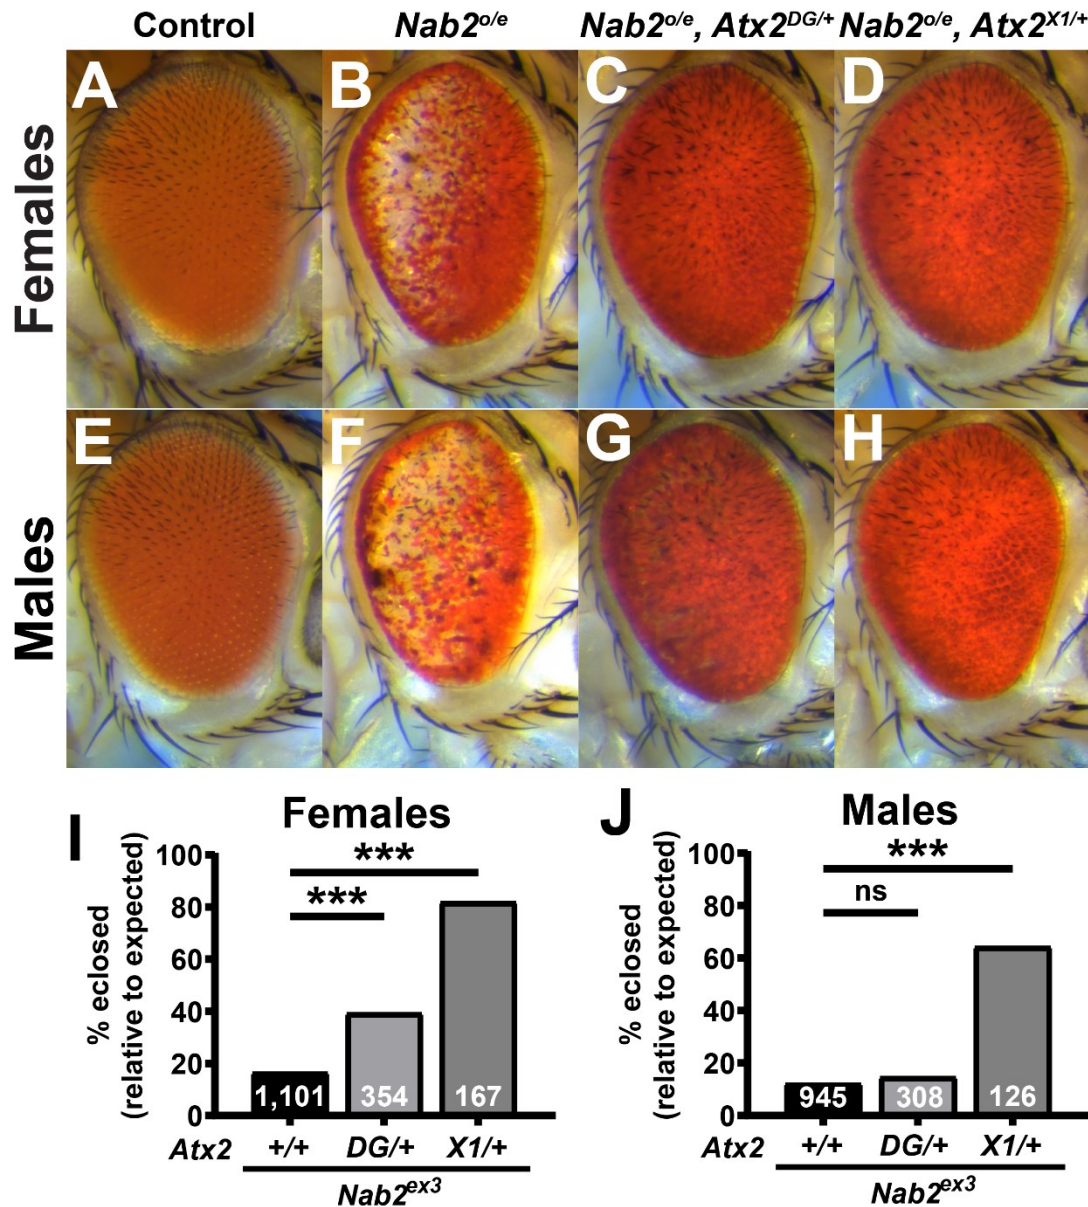 Control Nab2o/e Nab2o/e, Atx2DG/+ Nab2o/e, Atx2X1/+
Females
A B C D
Males
E F G H
I Females
% eclosed
(relative to expected)
100
80
60
40
20
0
***
***
1,101 354 167
Atx2 +/+ DG/+ X1/+
Nab2ex3
J Males
% eclosed
(relative to expected)
100
80
60
40
20
0
***
ns
945 308 126
Atx2 +/+ DG/+ X1/+
Nab2ex3